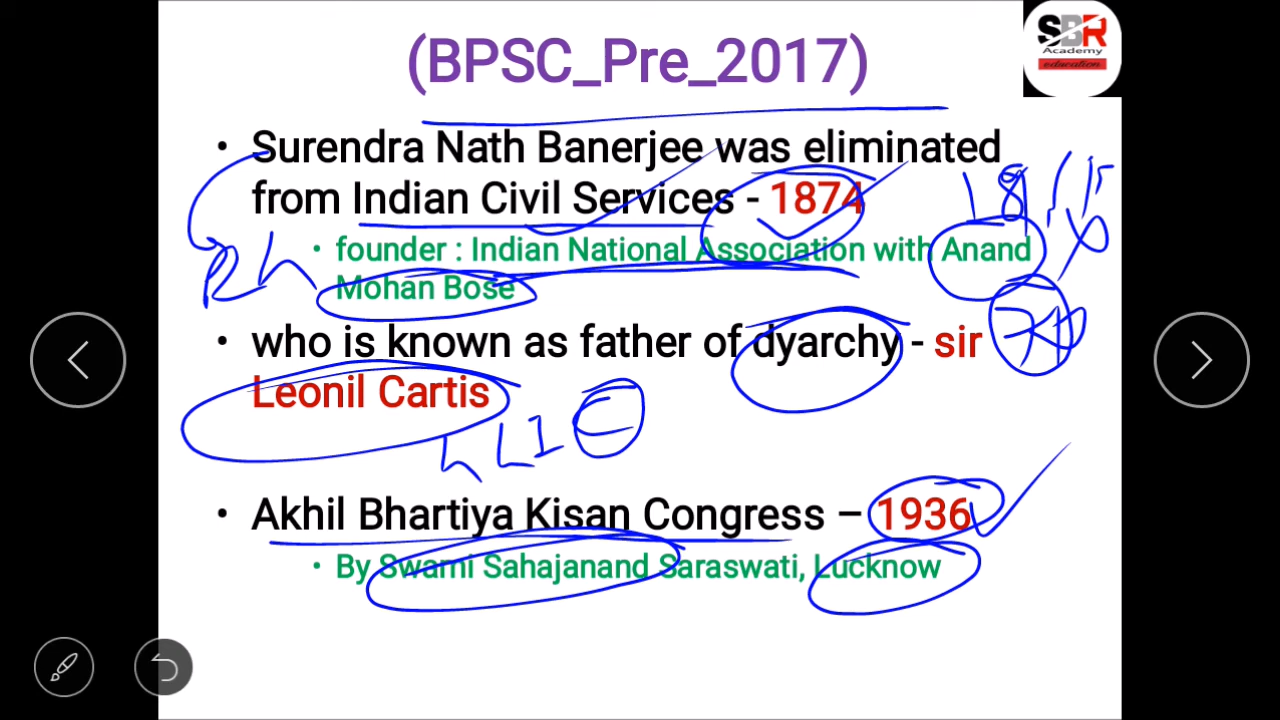 (BPSC_Pre_2017)
SBR
Academy
education
• Surendra Nath Banerjee was eliminated
from Indian Civil Services - 1874
• founder : Indian National Association with Anand
Mohan Bose
• who is known as father of dyarchy - sir
Leonil Cartis
• Akhil Bhartiya Kisan Congress – 1936
• By Swami Sahajanand Saraswati, Lucknow